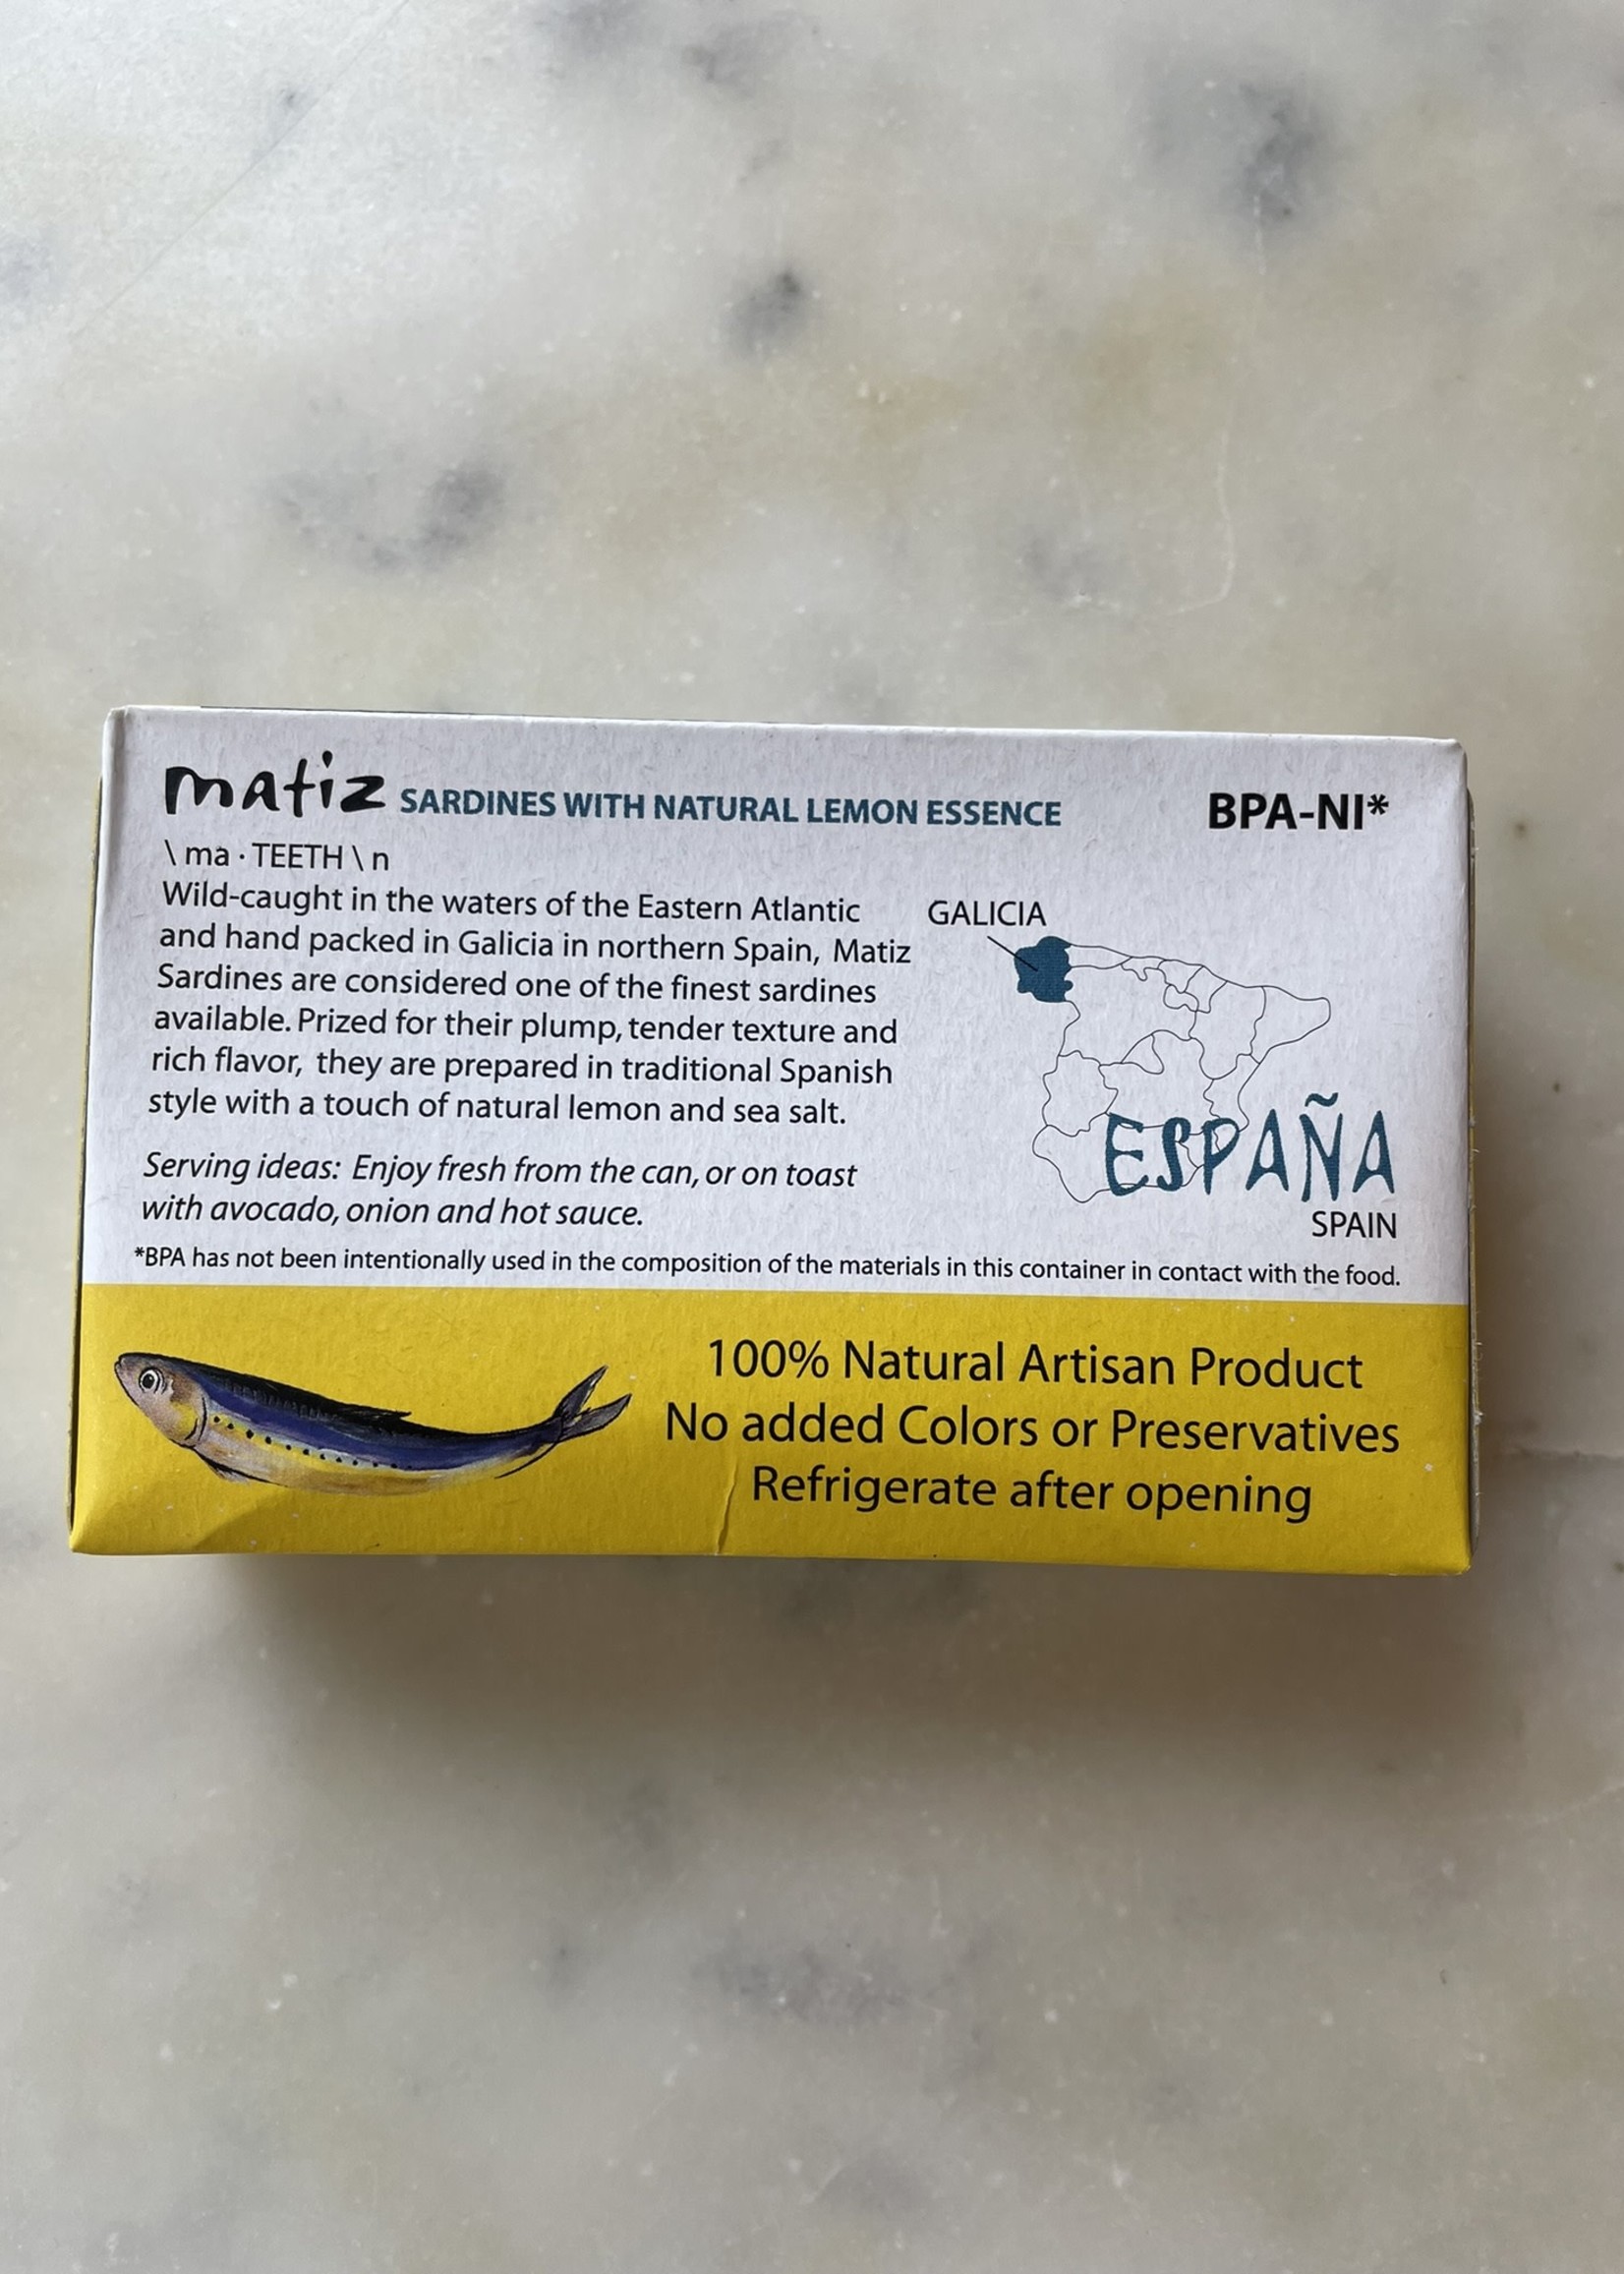 matiz SARDINES WITH NATURAL LEMON ESSENCE
BPA-NI*
\ ma · TEETH \ n
Wild-caught in the waters of the Eastern Atlantic
and hand packed in Galicia in northern Spain, Matiz
Sardines are considered one of the finest sardines
available. Prized for their plump, tender texture and
rich flavor, they are prepared in traditional Spanish
style with a touch of natural lemon and sea salt.
Serving ideas: Enjoy fresh from the can, or on toast
with avocado, onion and hot sauce.
GALICIA
ESPAÑA
SPAIN
*BPA has not been intentionally used in the composition of the materials in this container in contact with the food.
100% Natural Artisan Product
No added Colors or Preservatives
Refrigerate after opening